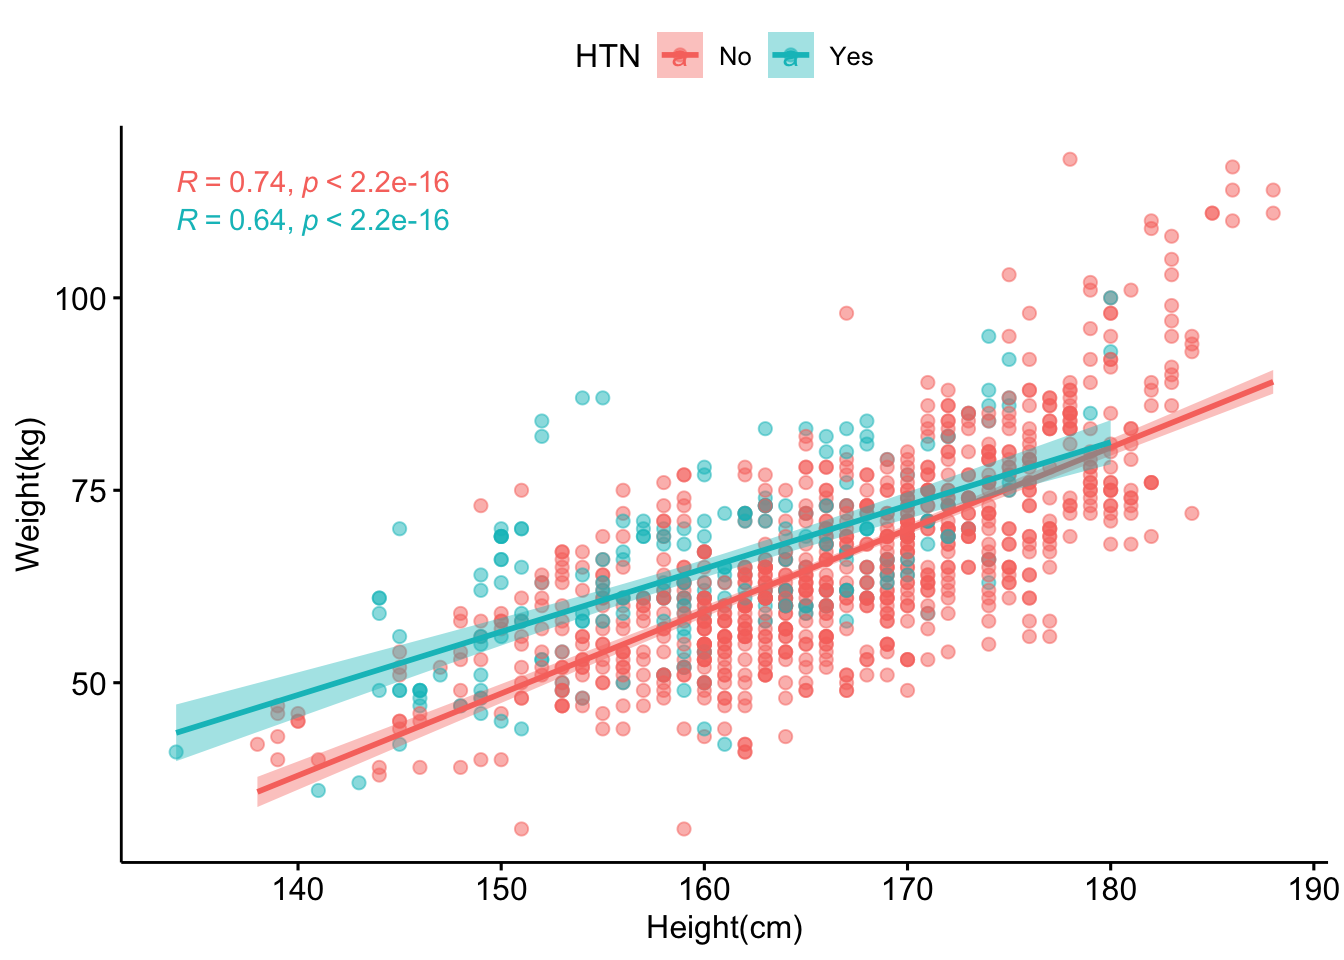 HTN a No a Yes
R = 0.74, p < 2.2e-16
R = 0.64, p < 2.2e-16
100
75
50
Weight(kg)
140 150 160 170 180 190
Height(cm)